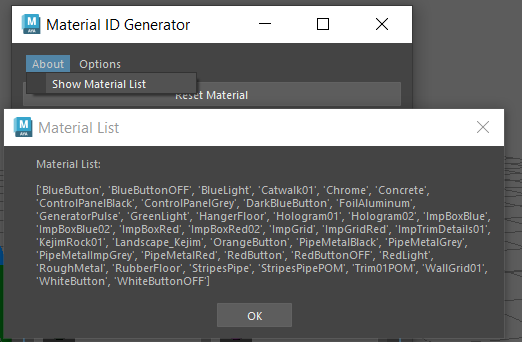 Material ID Generator
About Options
Show Material List
Reset Material
Material List
Material List:
['BlueButton', 'BlueButtonOFF', 'BlueLight', 'Catwalk01', 'Chrome', 'Concrete',
'ControlPanelBlack', 'ControlPanelGrey', 'DarkBlueButton', 'FoilAluminum',
'GeneratorPulse', 'GreenLight', 'HangerFloor', 'Hologram01', 'Hologram02', 'ImpBoxBlue',
'ImpBoxBlue02', 'ImpBoxRed', 'ImpBoxRed02', 'ImpGrid', 'ImpGridRed', 'ImpTrimDetails01',
'KejimRock01', 'Landscape_Kejim', 'OrangeButton', 'PipeMetalBlack', 'PipeMetalGrey',
'PipeMetalImpGrey', 'PipeMetalRed', 'RedButton', 'RedButtonOFF', 'RedLight',
'RoughMetal', 'RubberFloor', 'StripesPipe', 'StripesPipePOM', 'Trim01POM', 'WallGrid01',
'WhiteButton', 'WhiteButtonOFF']
OK